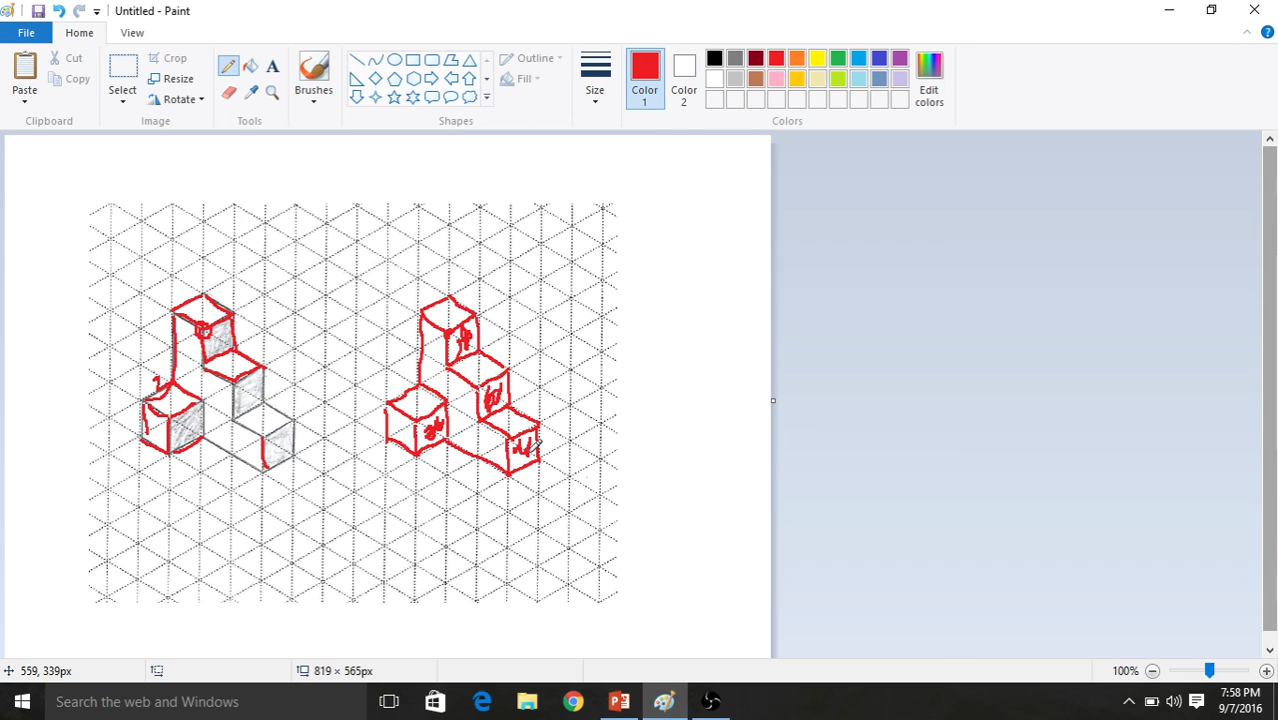 Untitled - Paint
File
Home
View
Paste
Cut
Copy
Clipboard
Select
Crop
Resize
Rotate
Image
A
Tools
Brushes
Shapes
Outline
Fill
Size
Color 1
Color 2
Edit colors
Colors
559, 339px
819 × 565px
100%
Search the web and Windows
7:58 PM
9/7/2016